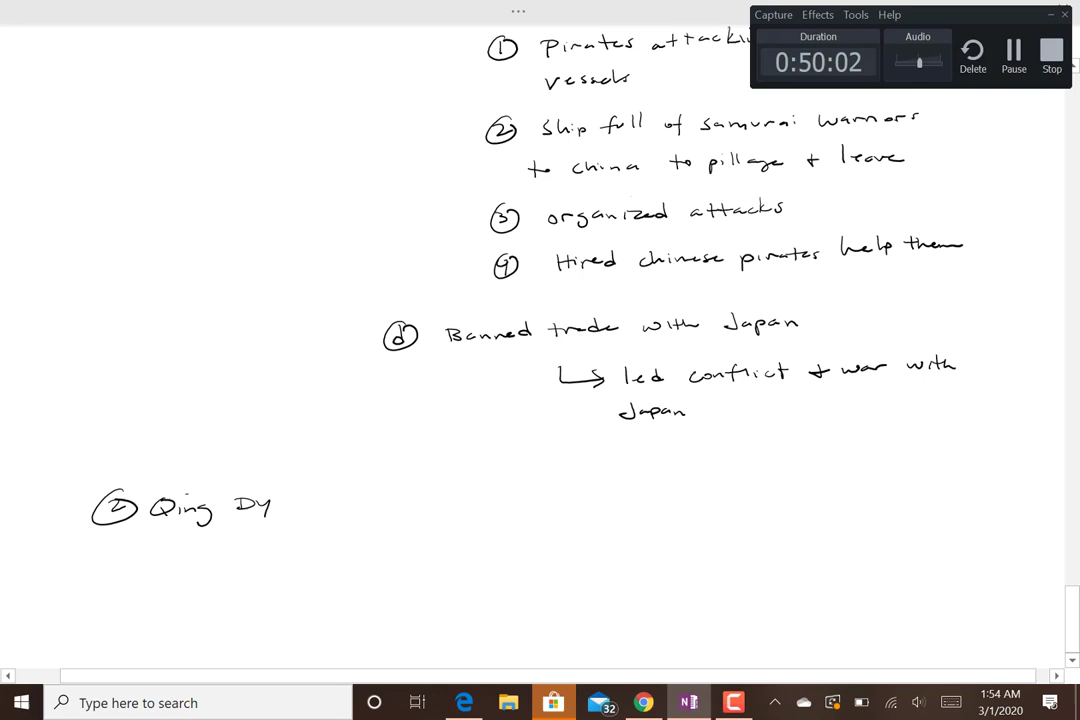 Capture Effects Tools Help
Duration
Audio
0:50:02
Delete Pause Stop
① Pirates attacki
vessels
② Ship full of samurai warriors
to china to pillage + leave
③ organized attacks
④ Hired chinese pirates help them
ⓓ Banned trade with Japan
led conflict + war with
Japan
② Qing Dy
Type here to search
32
1:54 AM
3/1/2020